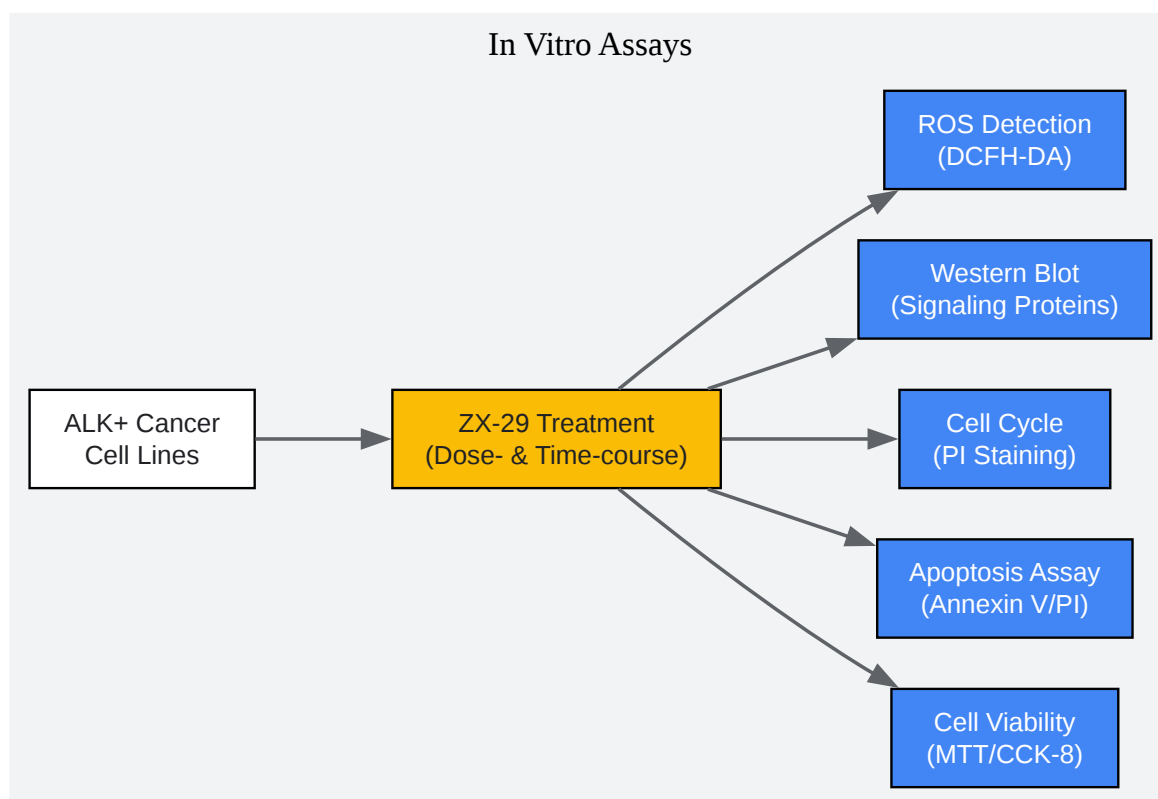 In Vitro Assays
ROS Detection
(DCFH-DA)
Western Blot
(Signaling Proteins)
ALK+ Cancer
Cell Lines
ZX-29 Treatment
(Dose- & Time-course)
Cell Cycle
(PI Staining)
Apoptosis Assay
(Annexin V/PI)
Cell Viability
(MTT/CCK-8)